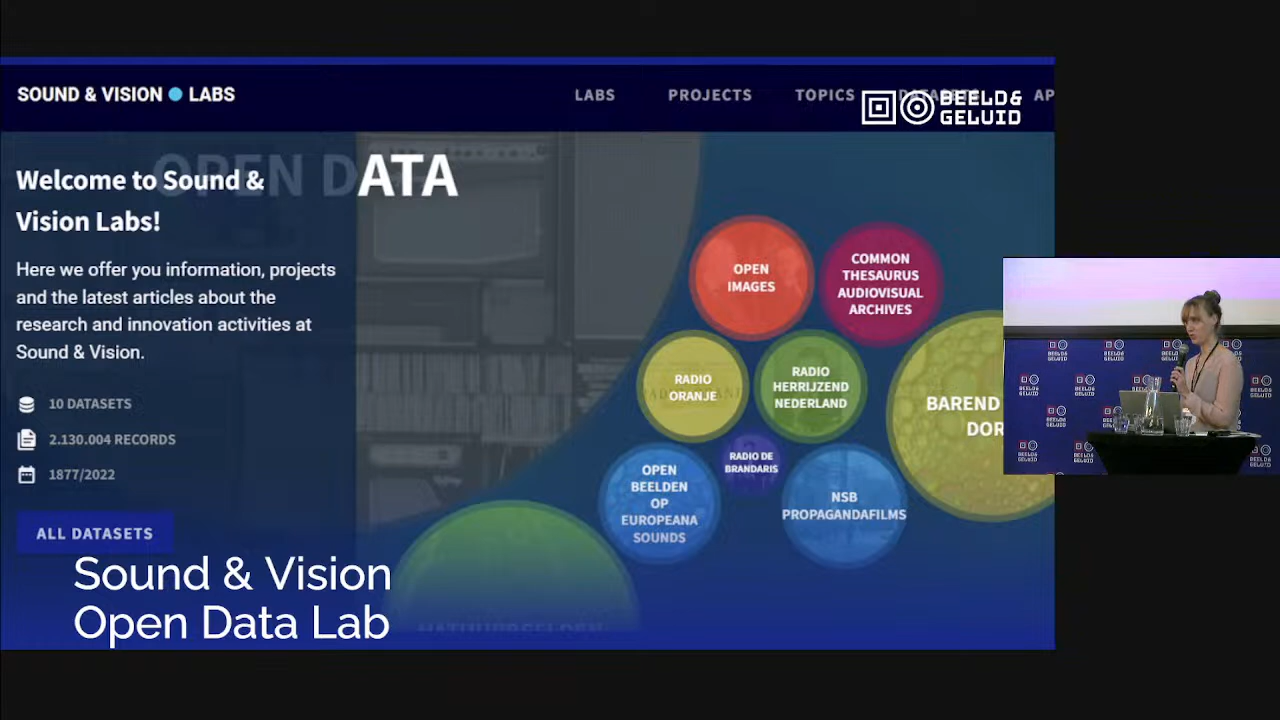 SOUND & VISION LABS
LABS
PROJECTS
TOPICS
BEELD&
GELUID
OPEN DATA
Welcome to Sound &
Vision Labs!
Here we offer you information, projects
and the latest articles about the
research and innovation activities at
Sound & Vision.
10 DATASETS
2.130.004 RECORDS
1877/2022
ALL DATASETS
OPEN
IMAGES
COMMON
THESAURUS
AUDIOVISUAL
ARCHIVES
RADIO
ORANJE
RADIO
HERRIJZEND
NEDERLAND
BAREND
DOR
RADIO DE
BRANDARIS
OPEN
BEELDEN
OP
EUROPEANA
SOUNDS
NSB
PROPAGANDAFILMS
Sound & Vision
Open Data Lab